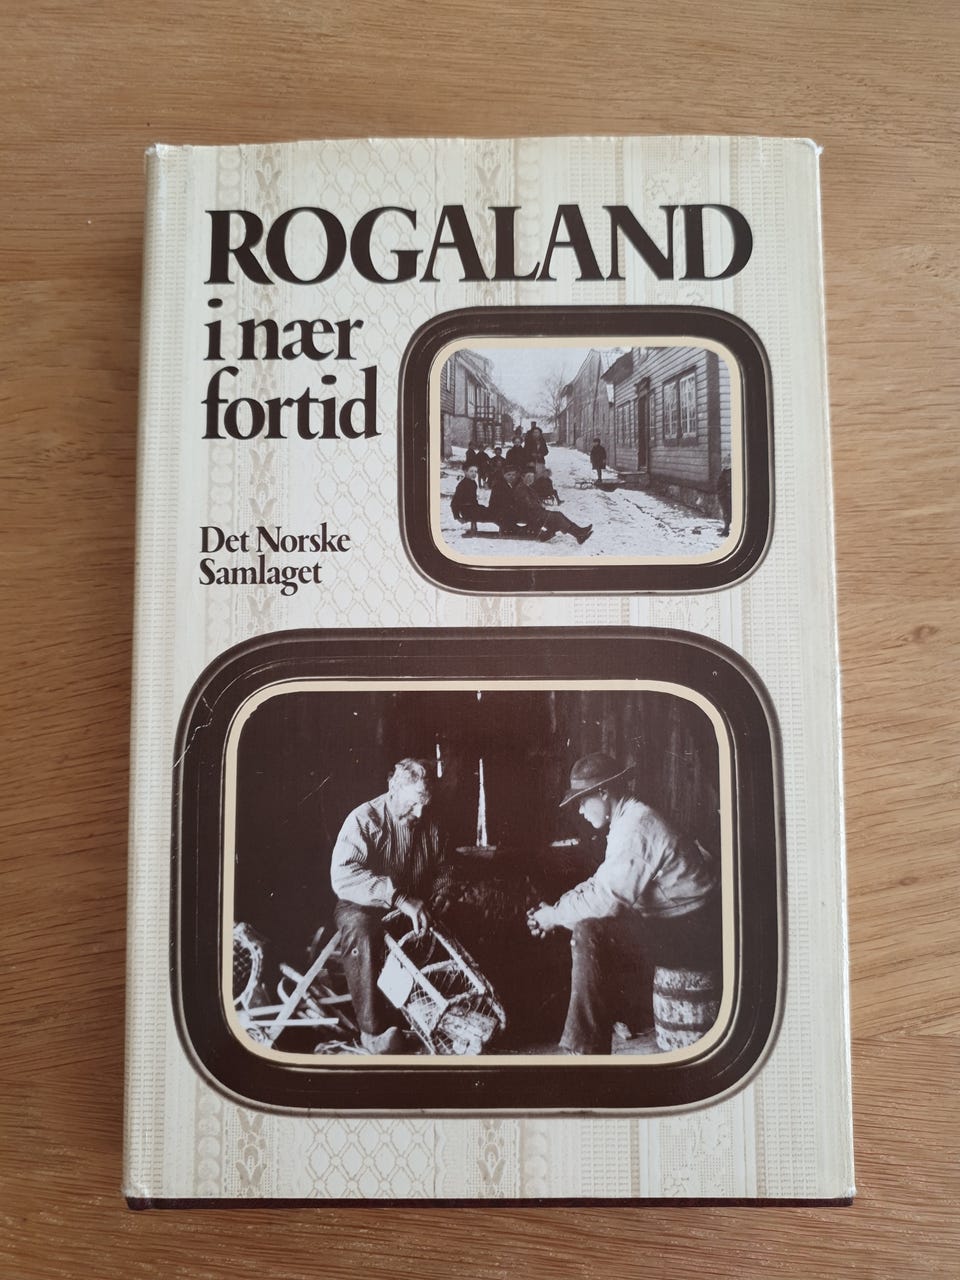 ROGALAND
i nær
fortid
Det Norske
Samlaget